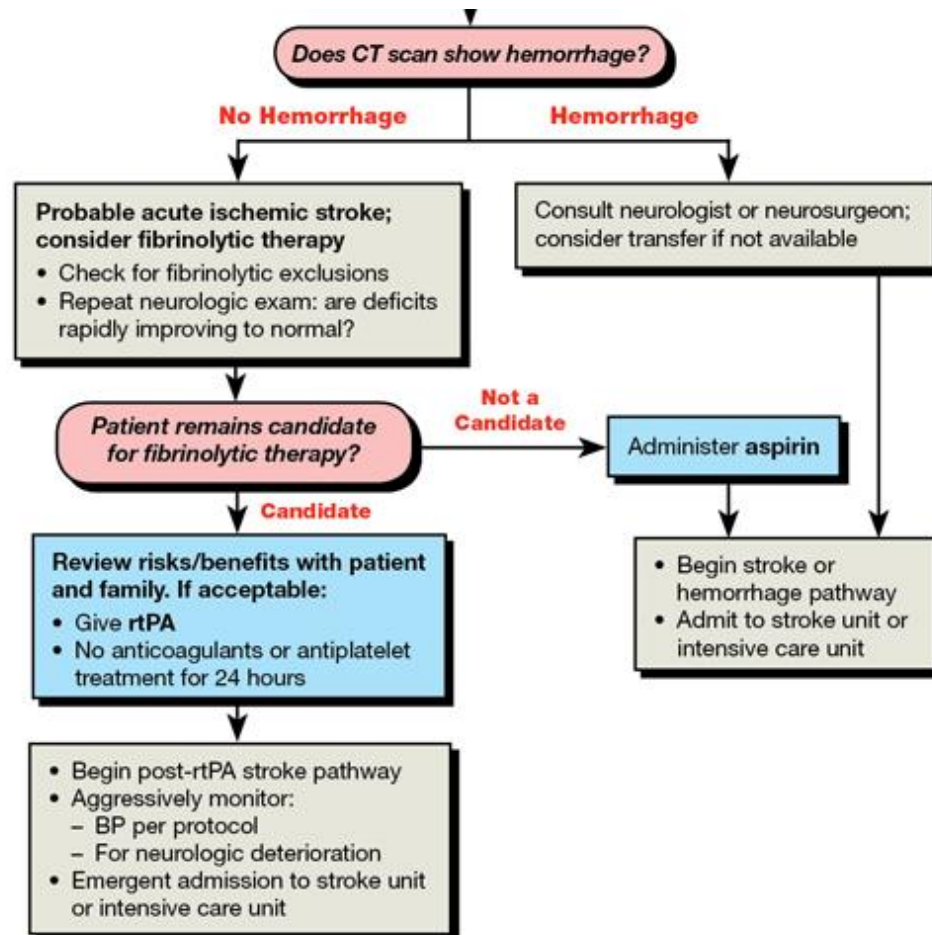 Does CT scan show hemorrhage?
No Hemorrhage
Hemorrhage
Probable acute ischemic stroke;
consider fibrinolytic therapy
• Check for fibrinolytic exclusions
• Repeat neurologic exam: are deficits
rapidly improving to normal?
Consult neurologist or neurosurgeon;
consider transfer if not available
Patient remains candidate
for fibrinolytic therapy?
Not a
Candidate
Administer aspirin
Candidate
Review risks/benefits with patient
and family. If acceptable:
• Give rtPA
• No anticoagulants or antiplatelet
treatment for 24 hours
• Begin stroke or
hemorrhage pathway
• Admit to stroke unit or
intensive care unit
• Begin post-rtPA stroke pathway
• Aggressively monitor:
– BP per protocol
– For neurologic deterioration
• Emergent admission to stroke unit
or intensive care unit